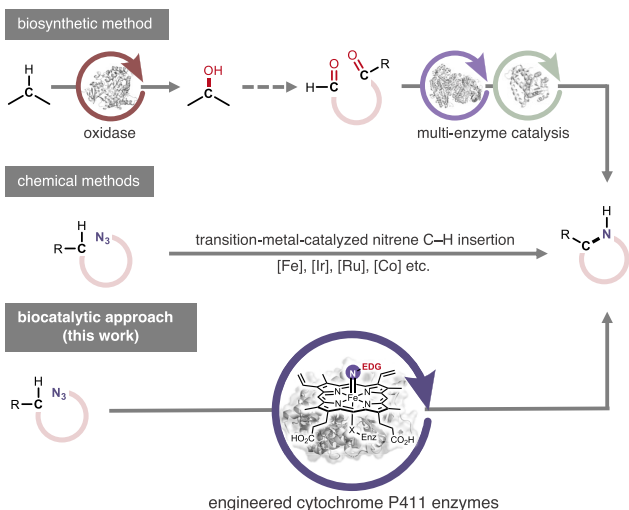 biosynthetic method
H
C
oxidase
OH
C
H
C
O
O
C
R
multi-enzyme catalysis
chemical methods
H
R
C
N3
transition-metal-catalyzed nitrene C–H insertion
[Fe], [Ir], [Ru], [Co] etc.
H
R
C
N
biocatalytic approach
(this work)
H
R
C
N3
N
EDG
N
N
Fe
N
N
X
Enz
HO2C
CO2H
engineered cytochrome P411 enzymes